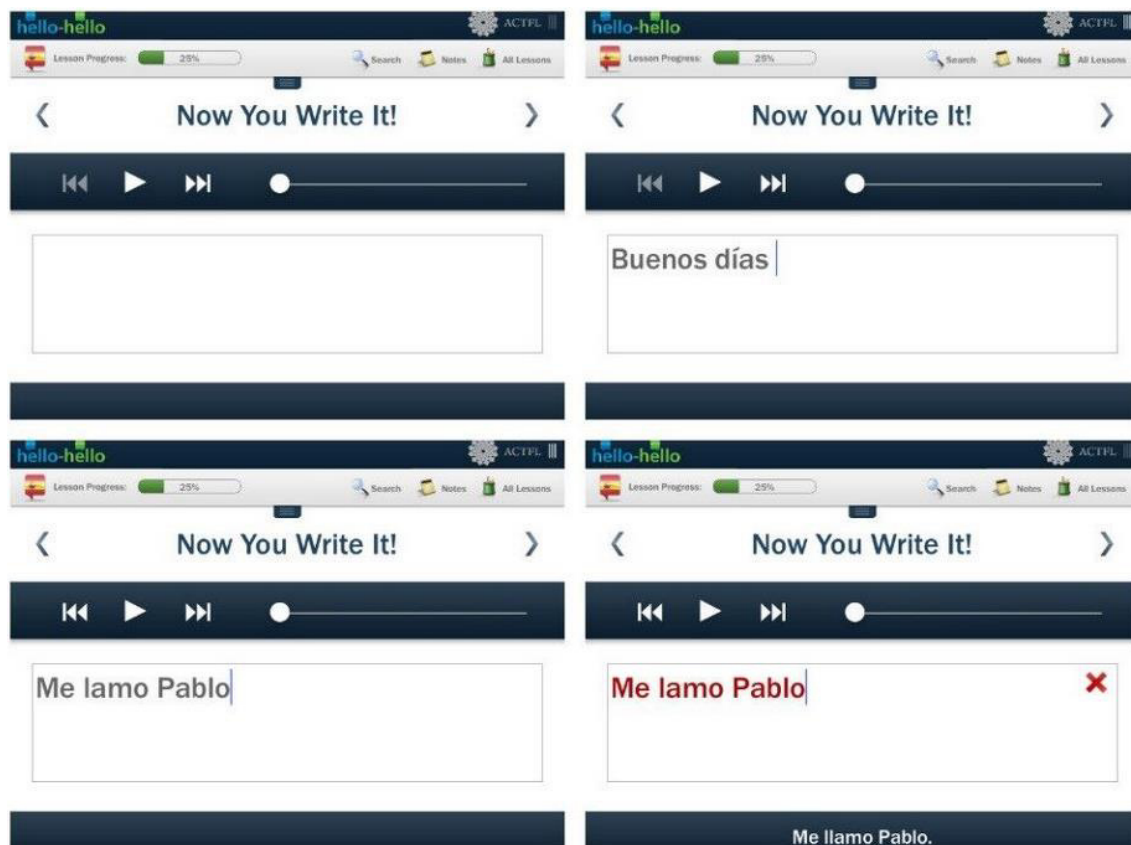 hello-hello ACTFL
Lesson Progress: 25% Search Notes All Lessons
Now You Write It!
hello-hello ACTFL
Lesson Progress: 25% Search Notes All Lessons
Now You Write It!
Buenos días
hello-hello ACTFL
Lesson Progress: 25% Search Notes All Lessons
Now You Write It!
Me lamo Pablo
hello-hello ACTFL
Lesson Progress: 25% Search Notes All Lessons
Now You Write It!
Me lamo Pablo
Me llamo Pablo.